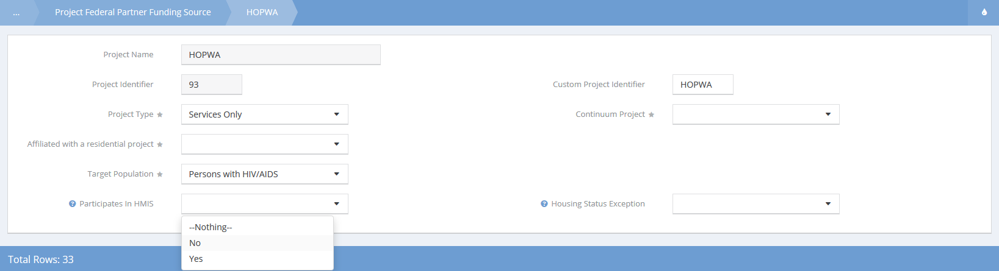 ... Project Federal Partner Funding Source HOPWA
Project Name HOPWA
Project Identifier 93 Custom Project Identifier HOPWA
Project Type Services Only Continuum Project
Affiliated with a residential project
Target Population Persons with HIV/AIDS
Participates In HMIS Housing Status Exception
--Nothing--
No
Yes
Total Rows: 33